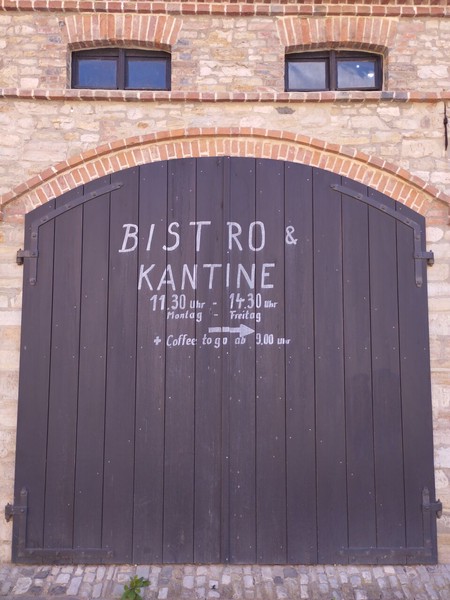 BISTRO &
KANTINE
11.30 Uhr - 14.30 Uhr
Montag - Freitag
+ Coffee to go ab 9.00 Uhr